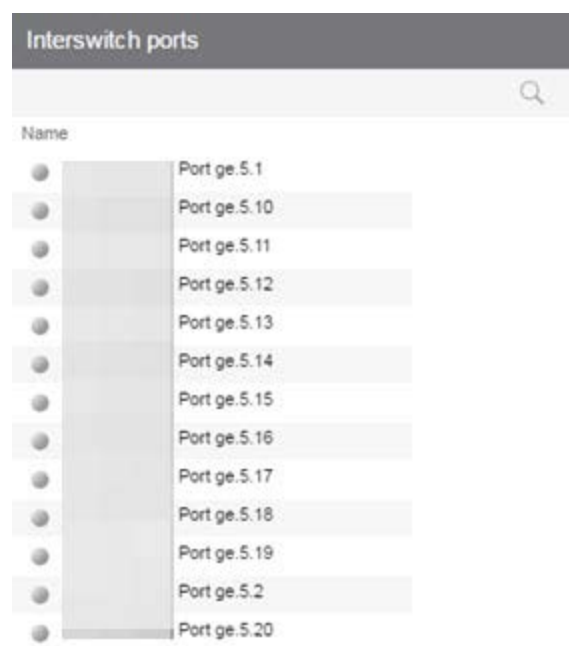 Interswitch ports
Name
Port ge.5.1
Port ge.5.10
Port ge.5.11
Port ge.5.12
Port ge.5.13
Port ge.5.14
Port ge.5.15
Port ge.5.16
Port ge.5.17
Port ge.5.18
Port ge.5.19
Port ge.5.2
Port ge.5.20